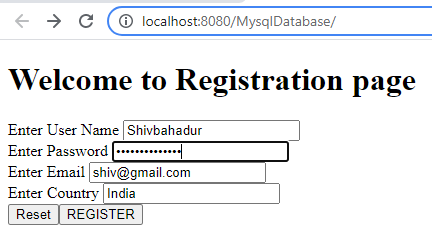 localhost:8080/MysqlDatabase/
Welcome to Registration page
Enter User Name Shivbahadur
Enter Password ••••••••••••••
Enter Email shiv@gmail.com
Enter Country India
Reset REGISTER